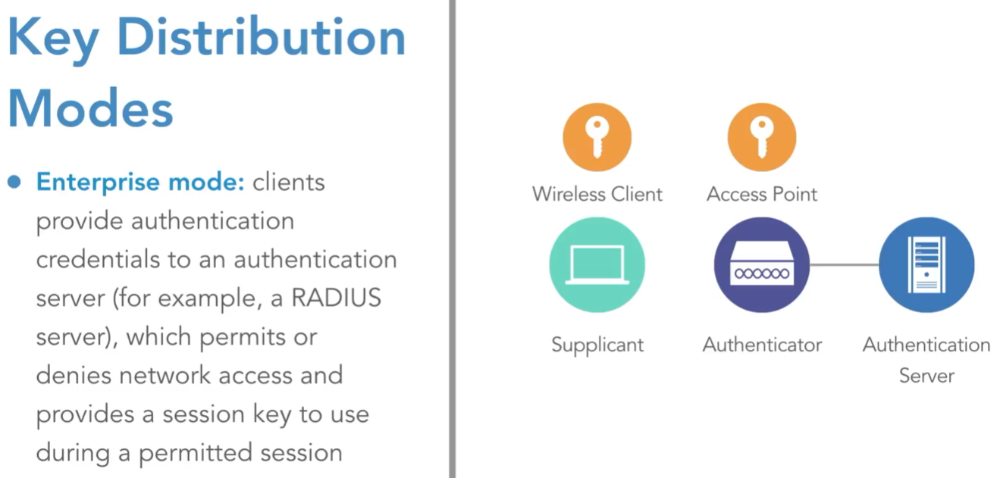 Key Distribution
Modes
Enterprise mode: clients
provide authentication
credentials to an authentication
server (for example, a RADIUS
server), which permits or
denies network access and
provides a session key to use
during a permitted session
Wireless Client
Access Point
Supplicant
Authenticator
Authentication
Server